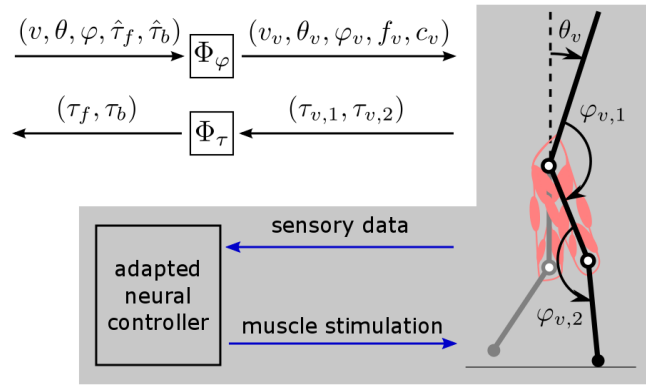 (v, θ, φ, τ̂_f, τ̂_b) Φ_φ (v_v, θ_v, φ_v, f_v, c_v)
θ_v
(τ_f, τ_b) Φ_τ (τ_{v,1}, τ_{v,2})
φ_{v,1}
sensory data
adapted
neural
controller
muscle stimulation
φ_{v,2}